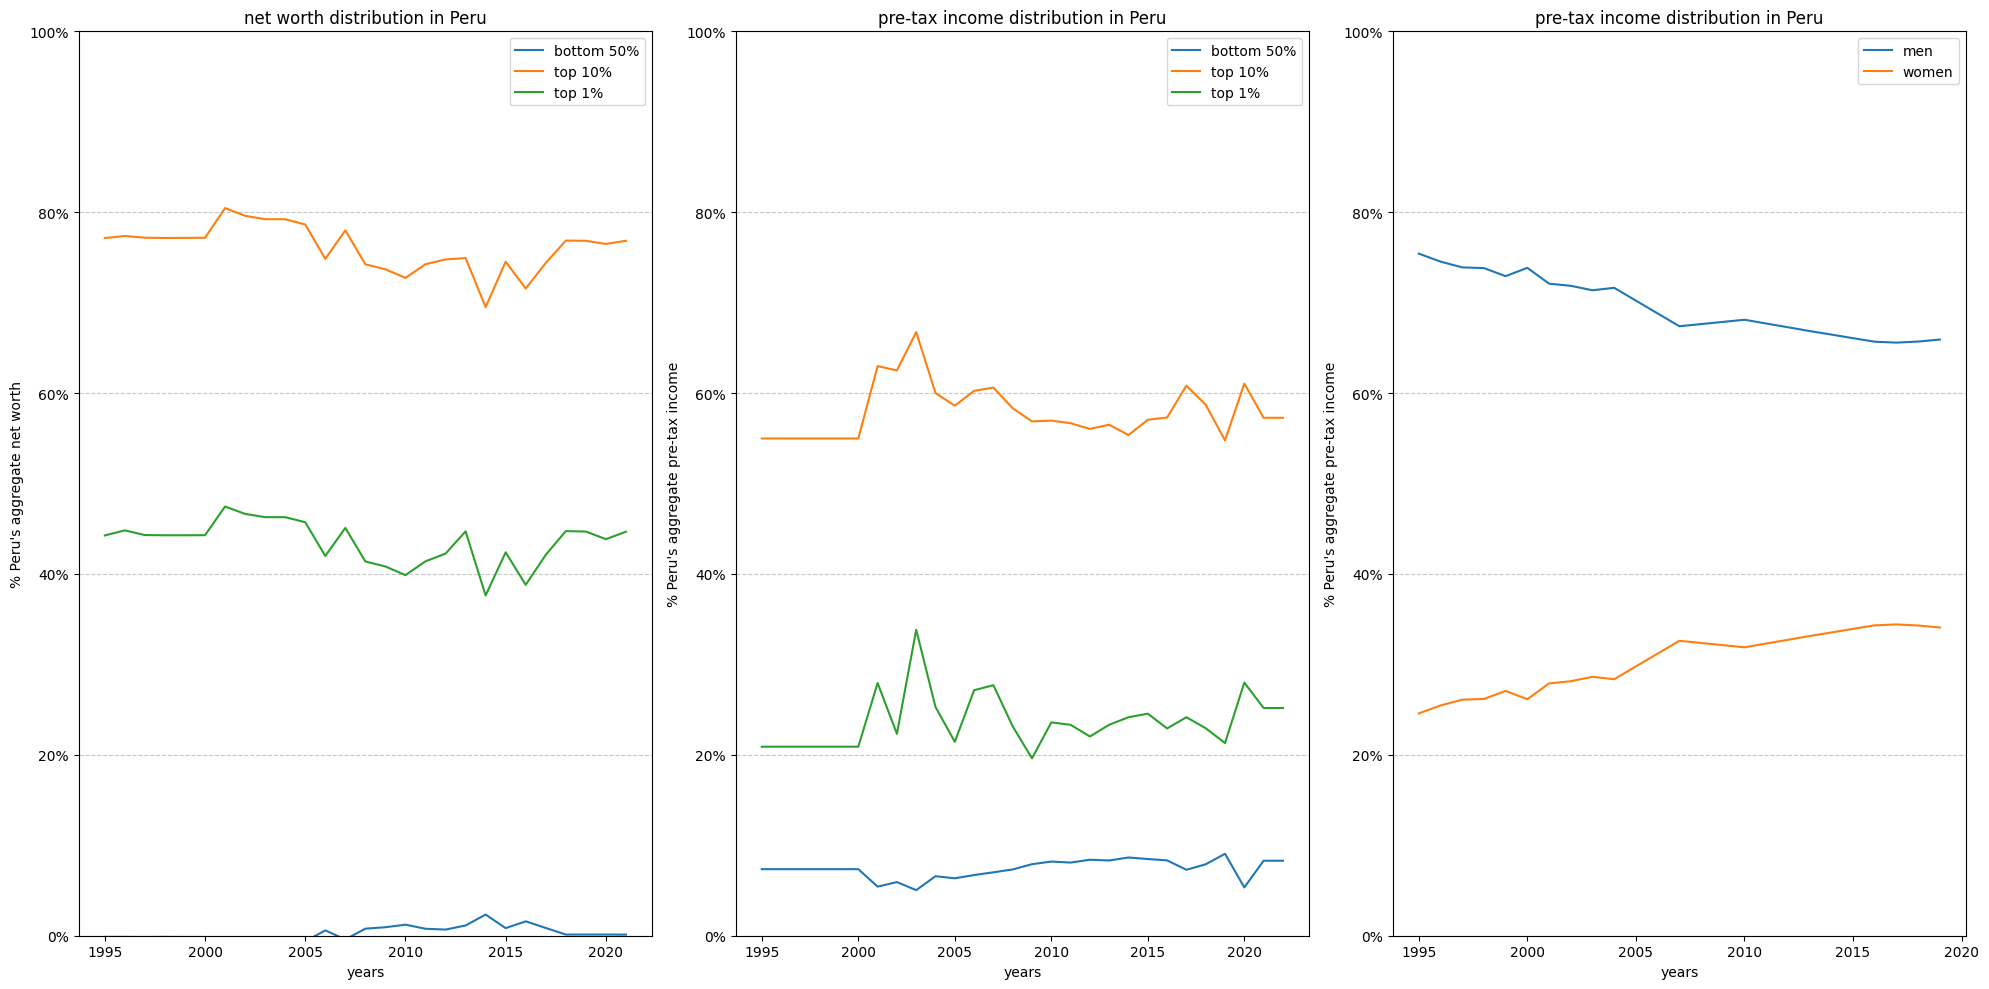 net worth distribution in Peru
100%
80%
60%
40%
20%
0%
% Peru's aggregate net worth
bottom 50%
top 10%
top 1%
1995 2000 2005 2010 2015 2020
years
pre-tax income distribution in Peru
100%
80%
60%
40%
20%
0%
% Peru's aggregate pre-tax income
bottom 50%
top 10%
top 1%
1995 2000 2005 2010 2015 2020
years
pre-tax income distribution in Peru
100%
80%
60%
40%
20%
0%
% Peru's aggregate pre-tax income
men
women
1995 2000 2005 2010 2015 2020
years